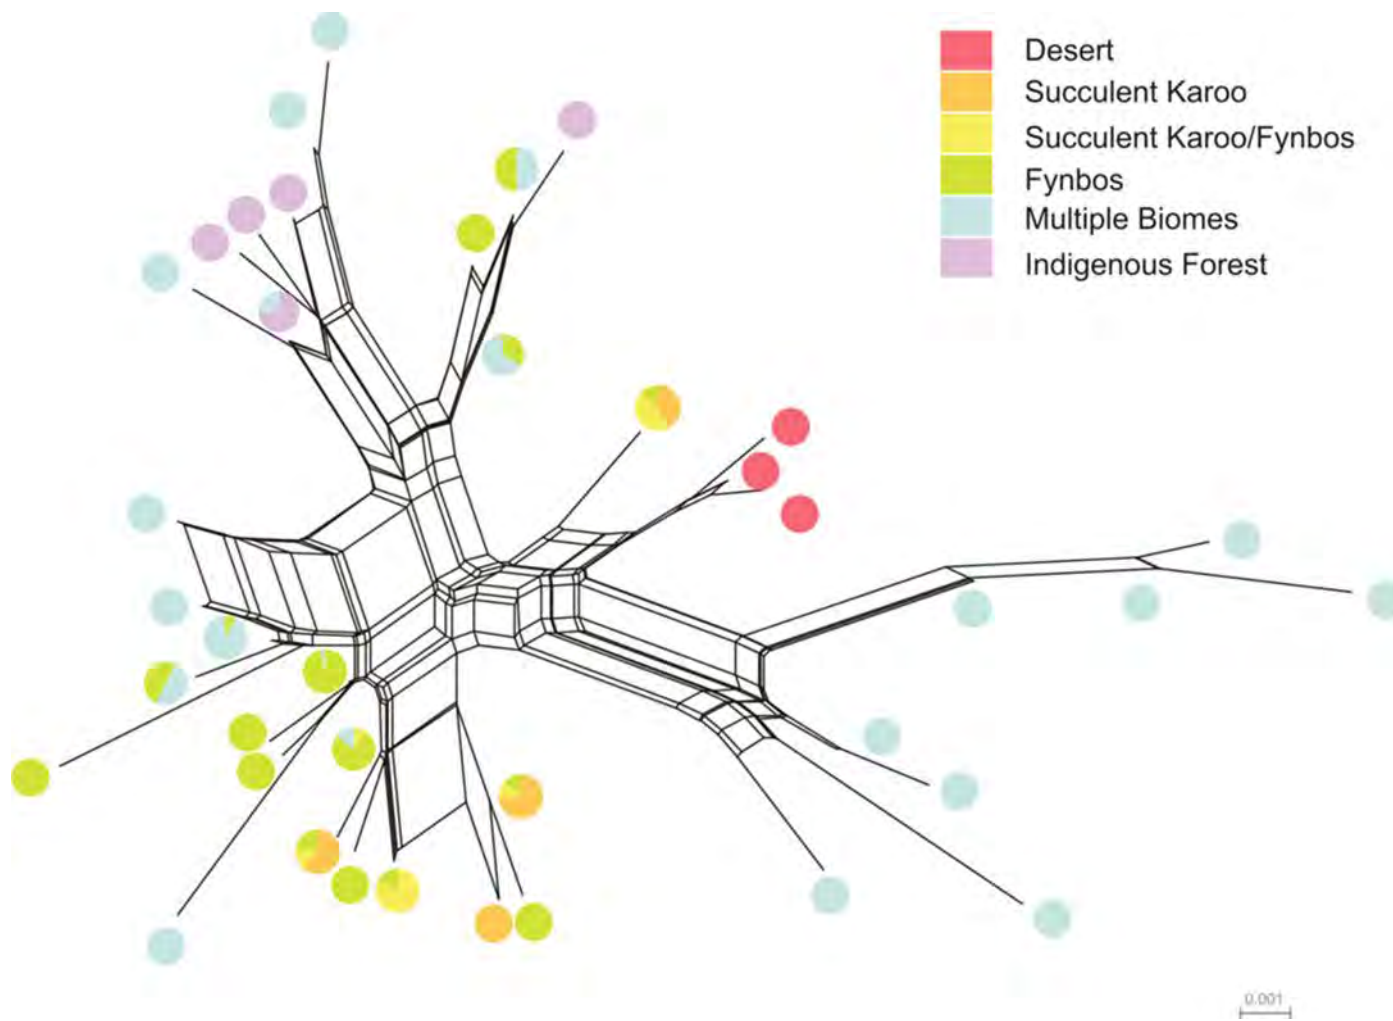 Desert
Succulent Karoo
Succulent Karoo/Fynbos
Fynbos
Multiple Biomes
Indigenous Forest
0.001